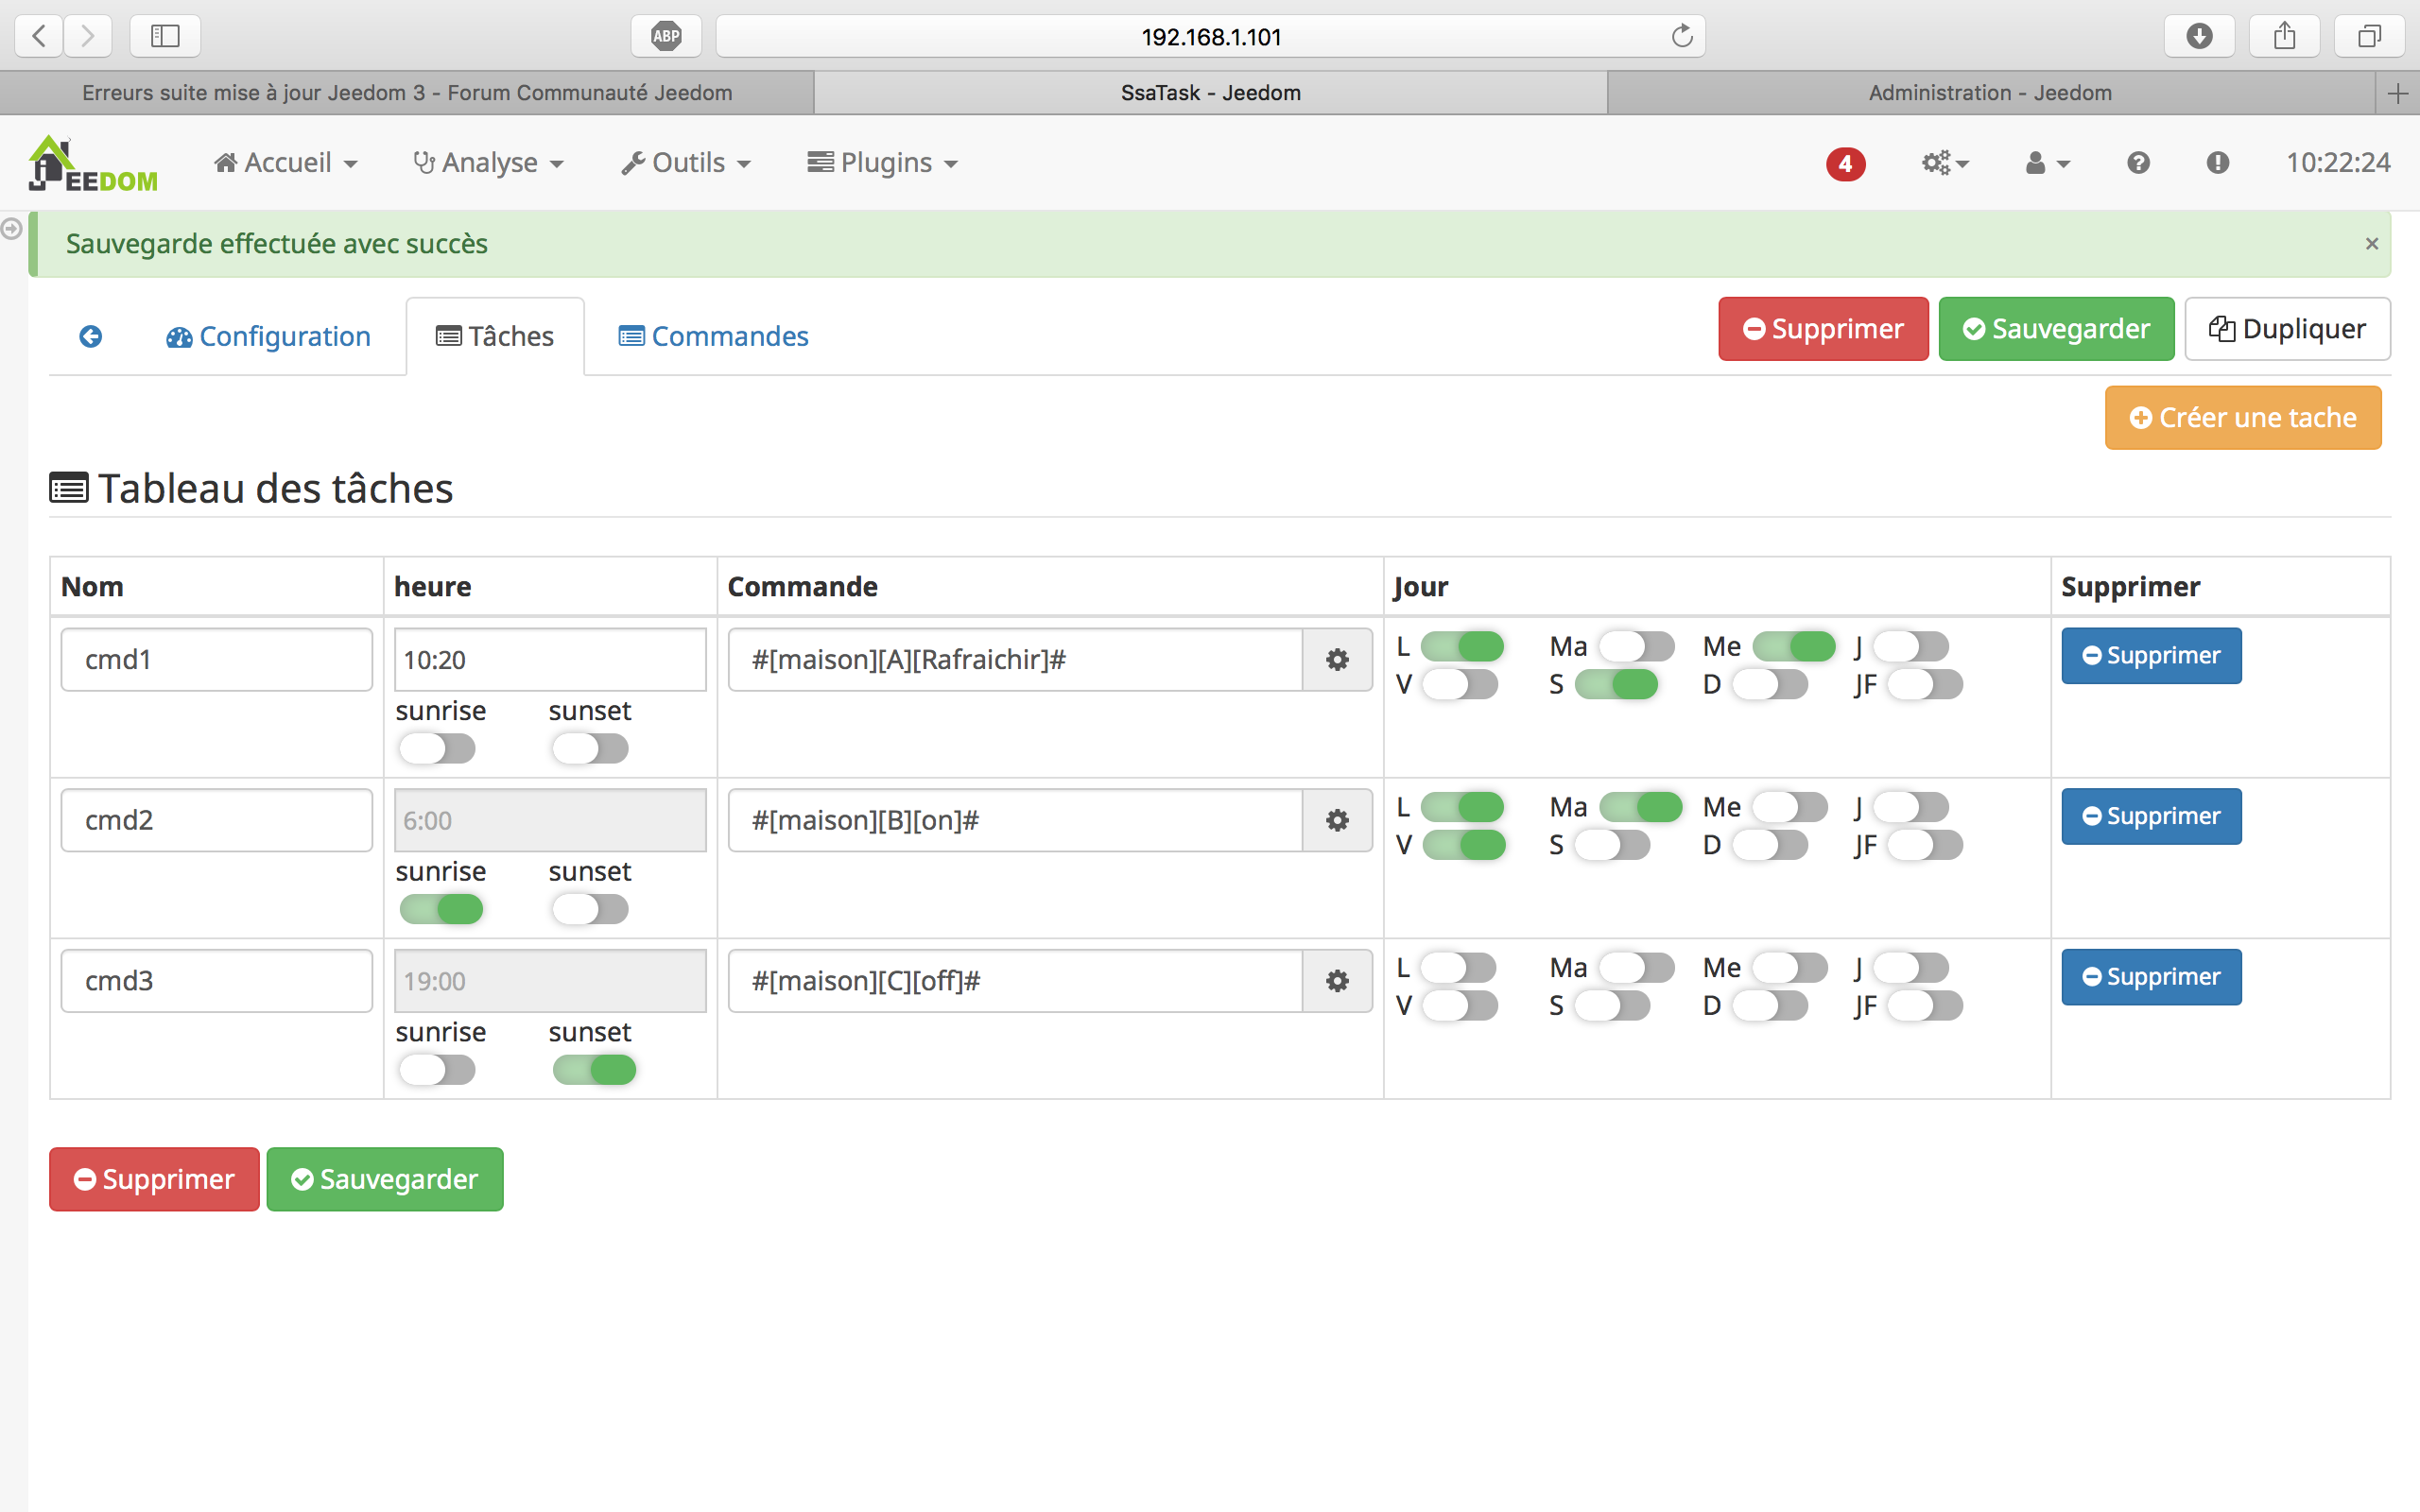 ABP
192.168.1.101
Erreurs suite mise à jour Jeedom 3 - Forum Communauté Jeedom
SsaTask - Jeedom
Administration - Jeedom
JEEDOM
Accueil
Analyse
Outils
Plugins
4
10:22:24
Sauvegarde effectuée avec succès
×
Configuration
Tâches
Commandes
Supprimer
Sauvegarder
Dupliquer
Créer une tache
Tableau des tâches
Nom heure Commande Jour Supprimer
cmd1 10:20 #[maison][A][Rafraichir]# L Ma Me J Supprimer
V S D JF
sunrise sunset
cmd2 6:00 #[maison][B][on]# L Ma Me J Supprimer
V S D JF
sunrise sunset
cmd3 19:00 #[maison][C][off]# L Ma Me J Supprimer
V S D JF
sunrise sunset
Supprimer Sauvegarder